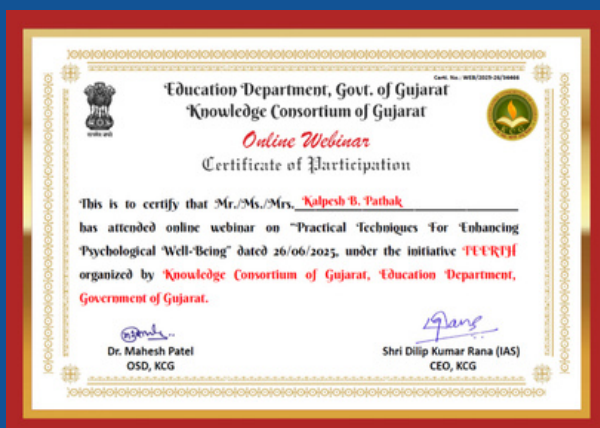 Certi. No.: WEB/2025-26/34466
Education Department, Govt. of Gujarat
Knowledge Consortium of Gujarat
Online Webinar
Certificate of Participation
This is to certify that Mr./Ms./Mrs. Kalpesh B. Pathak
has attended online webinar on "Practical Techniques For Enhancing
Psychological Well-Being" dated 26/06/2025, under the initiative TEERTH
organized by Knowledge Consortium of Gujarat, Education Department,
Government of Gujarat.
Dr. Mahesh Patel
OSD, KCG
Shri Dilip Kumar Rana (IAS)
CEO, KCG